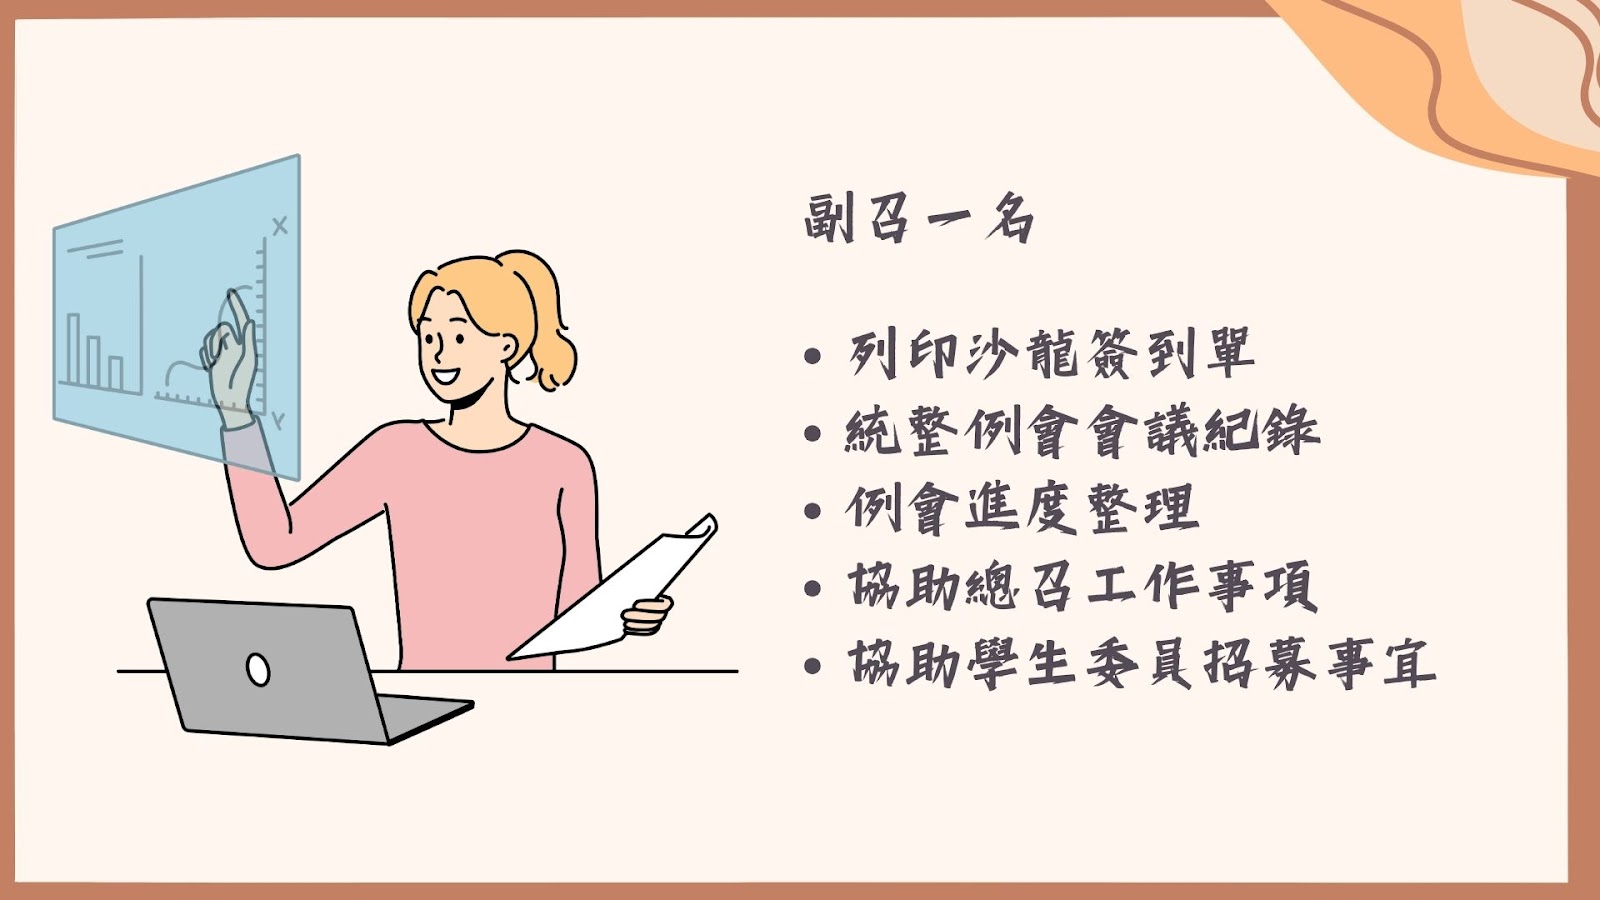 副召一名
• 列印沙龍簽到單
• 統整例會會議紀錄
• 例會進度整理
• 協助總召工作事項
• 協助學生委員招募事宜
X
Y